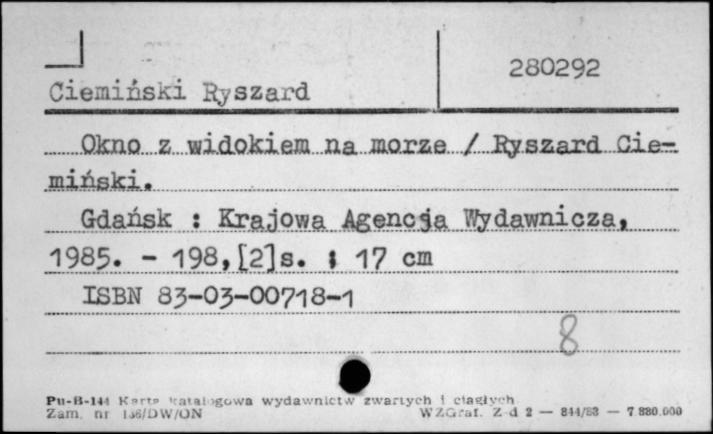 280292
Ciemiński Ryszard
Okno z widokiem na morze / Ryszard Cie-
miński.
Gdańsk : Krajowa Agencja Wydawnicza,
1985. - 198,[2]s. ; 17 cm
ISBN 83-03-00718-1
8
Pu-B-144 Karta katalogowa wydawnictw zwartych i ciągłych
Zam. nr 136/DW/ON WZGraf. Z-d 2 — 844/83 — 7.880.000